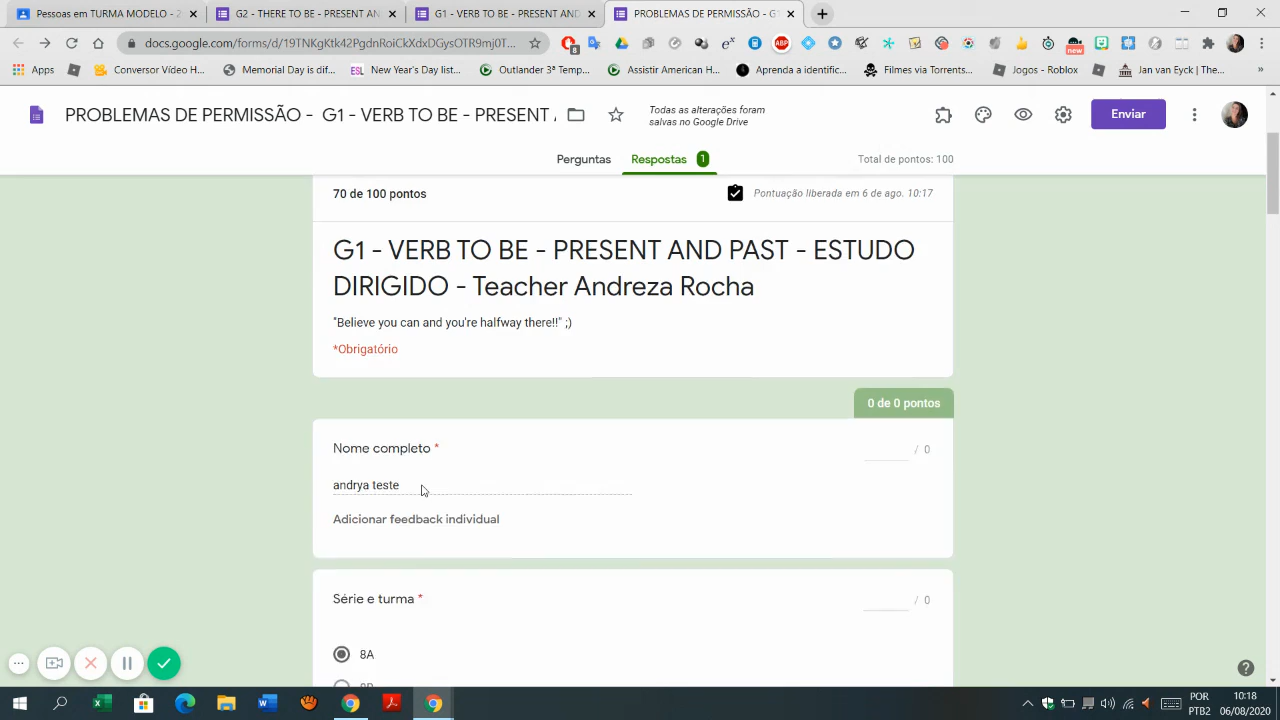 Pessoas em TURMA MODELO - 2
G2 - THERE TO BE - PRESENT AN
G1 - VERB TO BE - PRESENT AND
PROBLEMAS DE PERMISSÃO - G1
docs.google.com/forms/d/19TNKgKtk42PgaRoIFtXdxOGysOTR9mj0T...
8
ABP
new
Apps
Conversor Vídeo H...
Memorial Day is dif...
ESL
New Year's Day list...
Outlander 3ª Temp...
Assistir American H...
Aprenda a identific...
Filmes via Torrents...
Jogos - Roblox
Jan van Eyck | The...
»
PROBLEMAS DE PERMISSÃO - G1 - VERB TO BE - PRESENT
Todas as alterações foram
salvas no Google Drive
Enviar
Perguntas
Respostas 1
Total de pontos: 100
70 de 100 pontos
Pontuação liberada em 6 de ago. 10:17
G1 - VERB TO BE - PRESENT AND PAST - ESTUDO
DIRIGIDO - Teacher Andreza Rocha
"Believe you can and you're halfway there!!" ;)
*Obrigatório
0 de 0 pontos
Nome completo *
/ 0
andrya teste
Adicionar feedback individual
Série e turma *
/ 0
8A
POR
PTB2
10:18
06/08/2020